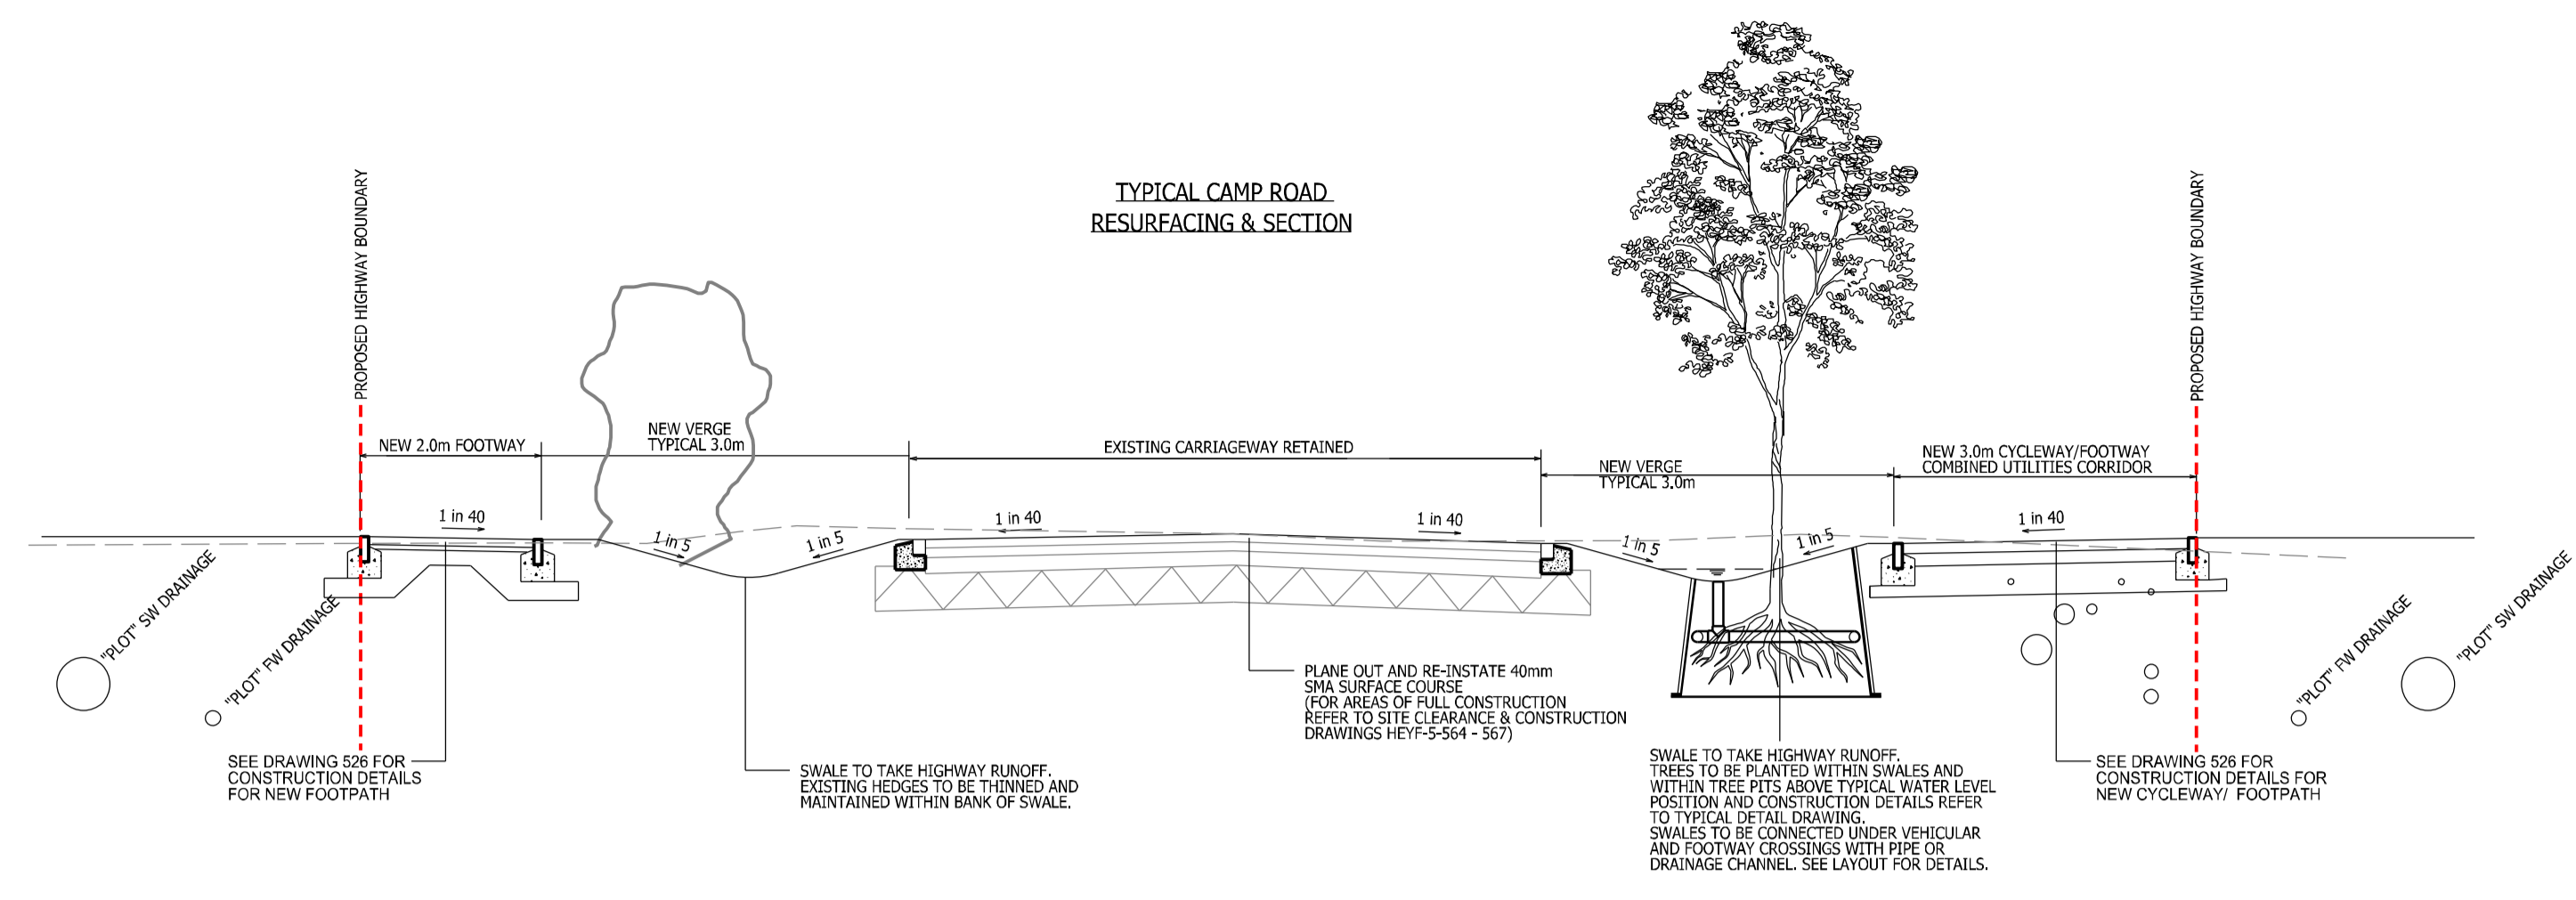 TYPICAL CAMP ROAD
RESURFACING & SECTION
PROPOSED HIGHWAY BOUNDARY
PROPOSED HIGHWAY BOUNDARY
NEW 2.0m FOOTWAY
NEW VERGE
TYPICAL 3.0m
EXISTING CARRIAGEWAY RETAINED
NEW VERGE
TYPICAL 3.0m
NEW 3.0m CYCLEWAY/FOOTWAY
COMBINED UTILITIES CORRIDOR
1 in 40
1 in 5
1 in 5
1 in 40
1 in 40
1 in 5
1 in 5
1 in 40
"PLOT" SW DRAINAGE
"PLOT" FW DRAINAGE
"PLOT" FW DRAINAGE
"PLOT" SW DRAINAGE
SEE DRAWING 526 FOR
CONSTRUCTION DETAILS
FOR NEW FOOTPATH
SWALE TO TAKE HIGHWAY RUNOFF.
EXISTING HEDGES TO BE THINNED AND
MAINTAINED WITHIN BANK OF SWALE.
PLANE OUT AND RE-INSTATE 40mm
SMA SURFACE COURSE
(FOR AREAS OF FULL CONSTRUCTION
REFER TO SITE CLEARANCE & CONSTRUCTION
DRAWINGS HEYF-5-564 - 567)
SWALE TO TAKE HIGHWAY RUNOFF.
TREES TO BE PLANTED WITHIN SWALES AND
WITHIN TREE PITS ABOVE TYPICAL WATER LEVEL
POSITION AND CONSTRUCTION DETAILS REFER
TO TYPICAL DETAIL DRAWING.
SWALES TO BE CONNECTED UNDER VEHICULAR
AND FOOTWAY CROSSINGS WITH PIPE OR
DRAINAGE CHANNEL. SEE LAYOUT FOR DETAILS.
SEE DRAWING 526 FOR
CONSTRUCTION DETAILS FOR
NEW CYCLEWAY/ FOOTPATH